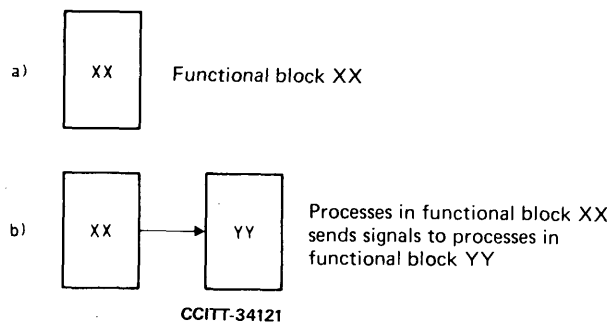 a) XX Functional block XX
b) XX YY Processes in functional block XX
sends signals to processes in
functional block YY
CCITT-34121